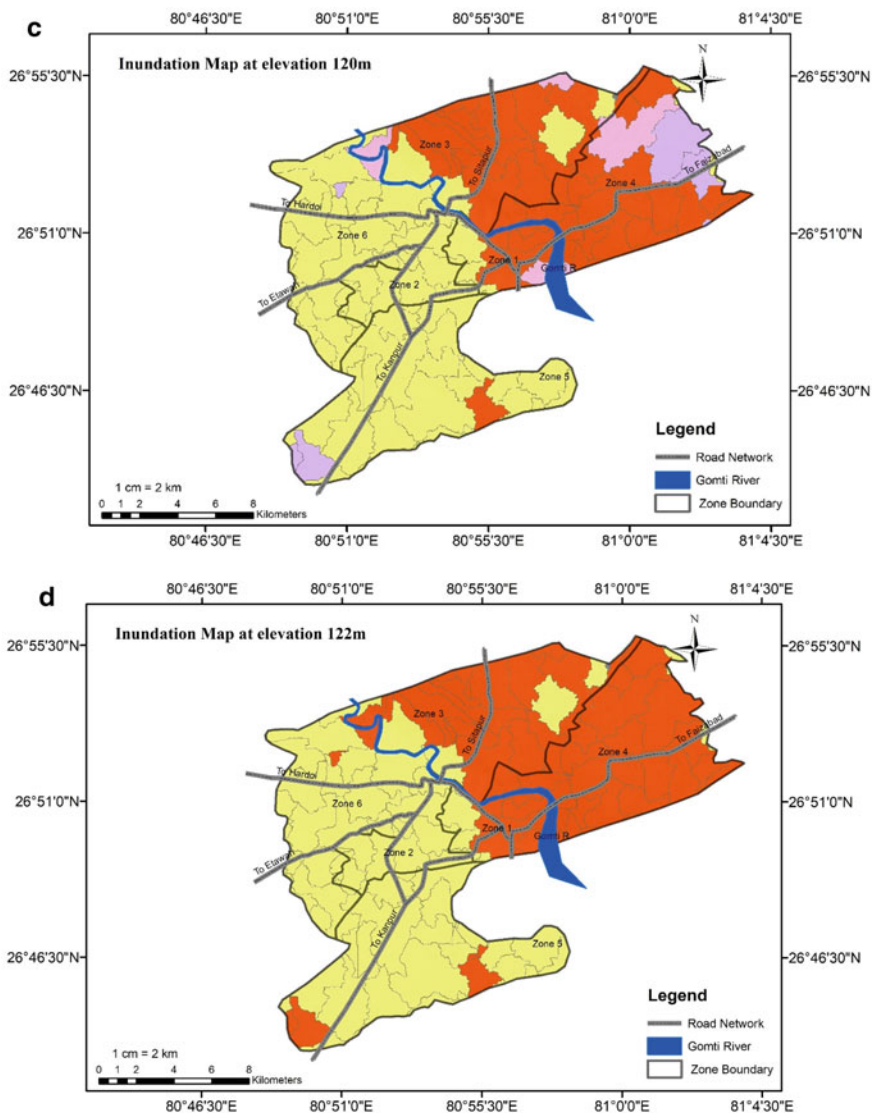 c
80°46'30"E 80°51'0"E 80°55'30"E 81°0'0"E 81°4'30"E
Inundation Map at elevation 120m
N
26°55'30"N 26°55'30"N
Zone 3
To Sitapur
Zone 4
To Faizabad
To Hardoi
26°51'0"N 26°51'0"N
Zone 6
Zone 1
Gomti R
To Etawah
Zone 2
To Kanpur
Zone 5
26°46'30"N 26°46'30"N
Legend
Road Network
Gomti River
Zone Boundary
1 cm = 2 km
0 1 2 4 6 8
Kilometers
80°46'30"E 80°51'0"E 80°55'30"E 81°0'0"E 81°4'30"E
d
80°46'30"E 80°51'0"E 80°55'30"E 81°0'0"E 81°4'30"E
Inundation Map at elevation 122m
N
26°55'30"N 26°55'30"N
Zone 3
To Sitapur
Zone 4
To Faizabad
To Hardoi
26°51'0"N 26°51'0"N
Zone 6
Zone 1
Gomti R
To Etawah
Zone 2
To Kanpur
Zone 5
26°46'30"N 26°46'30"N
Legend
Road Network
Gomti River
Zone Boundary
1 cm = 2 km
0 1 2 4 6 8
Kilometers
80°46'30"E 80°51'0"E 80°55'30"E 81°0'0"E 81°4'30"E